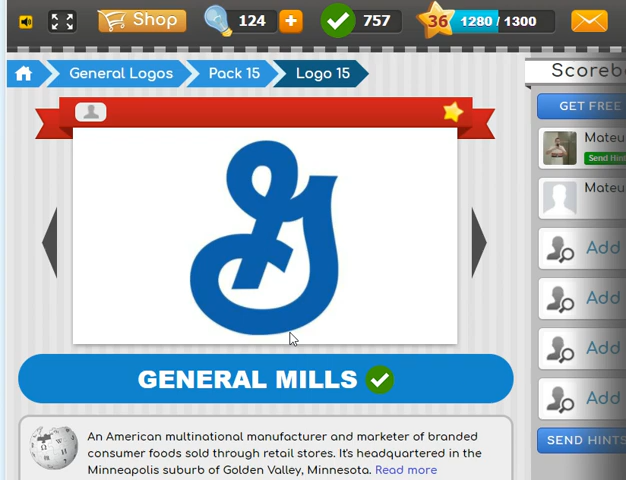 Shop
124
757
36
1280 / 1300
General Logos
Pack 15
Logo 15
GENERAL MILLS
An American multinational manufacturer and marketer of branded
consumer foods sold through retail stores. It's headquartered in the
Minneapolis suburb of Golden Valley, Minnesota. Read more
Scorebo
GET FREE
Mateu
Send Hint
Mateu
Add
Add
Add
Add
SEND HINTS